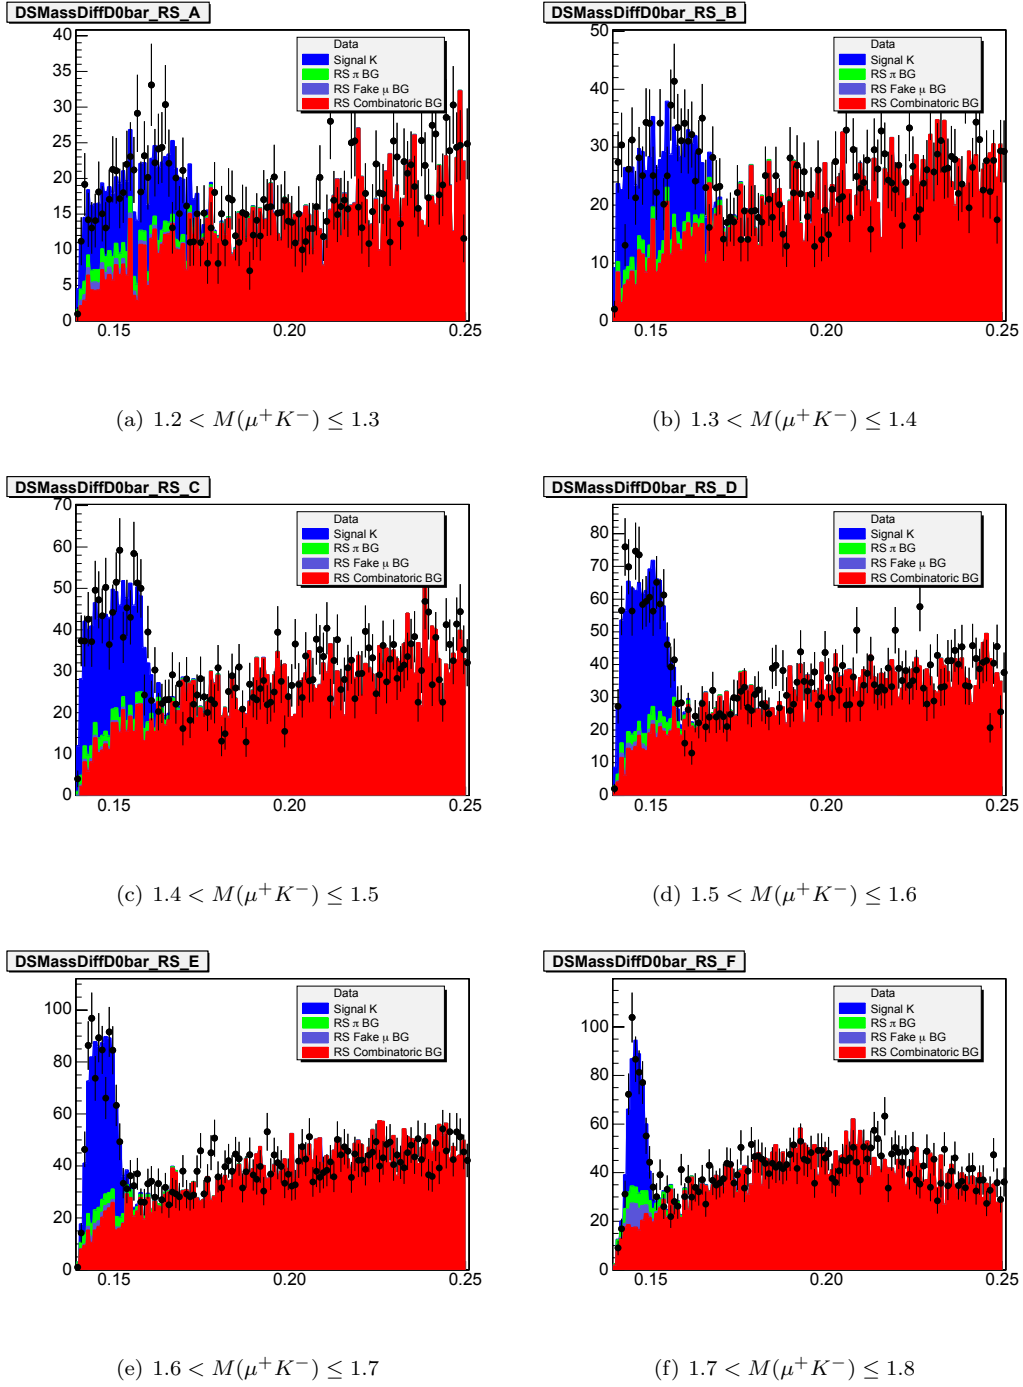 DSMassDiffD0bar_RS_A
40
35
30
25
20
15
10
5
0
0.15 0.20 0.25
Data
Signal K
RS π BG
RS Fake μ BG
RS Combinatoric BG
(a) 1.2 < M(μ⁺K⁻) ≤ 1.3
DSMassDiffD0bar_RS_B
50
40
30
20
10
0
0.15 0.20 0.25
Data
Signal K
RS π BG
RS Fake μ BG
RS Combinatoric BG
(b) 1.3 < M(μ⁺K⁻) ≤ 1.4
DSMassDiffD0bar_RS_C
70
60
50
40
30
20
10
0
0.15 0.20 0.25
Data
Signal K
RS π BG
RS Fake μ BG
RS Combinatoric BG
(c) 1.4 < M(μ⁺K⁻) ≤ 1.5
DSMassDiffD0bar_RS_D
80
70
60
50
40
30
20
10
0
0.15 0.20 0.25
Data
Signal K
RS π BG
RS Fake μ BG
RS Combinatoric BG
(d) 1.5 < M(μ⁺K⁻) ≤ 1.6
DSMassDiffD0bar_RS_E
100
80
60
40
20
0
0.15 0.20 0.25
Data
Signal K
RS π BG
RS Fake μ BG
RS Combinatoric BG
(e) 1.6 < M(μ⁺K⁻) ≤ 1.7
DSMassDiffD0bar_RS_F
100
80
60
40
20
0
0.15 0.20 0.25
Data
Signal K
RS π BG
RS Fake μ BG
RS Combinatoric BG
(f) 1.7 < M(μ⁺K⁻) ≤ 1.8